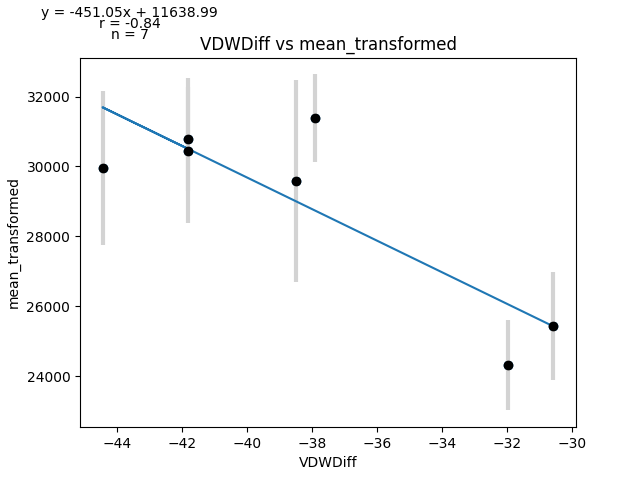 y = -451.05x + 11638.99
r = -0.84
n = 7
VDWDiff vs mean_transformed
32000
30000
28000
26000
24000
mean_transformed
−44 −42 −40 −38 −36 −34 −32 −30
VDWDiff